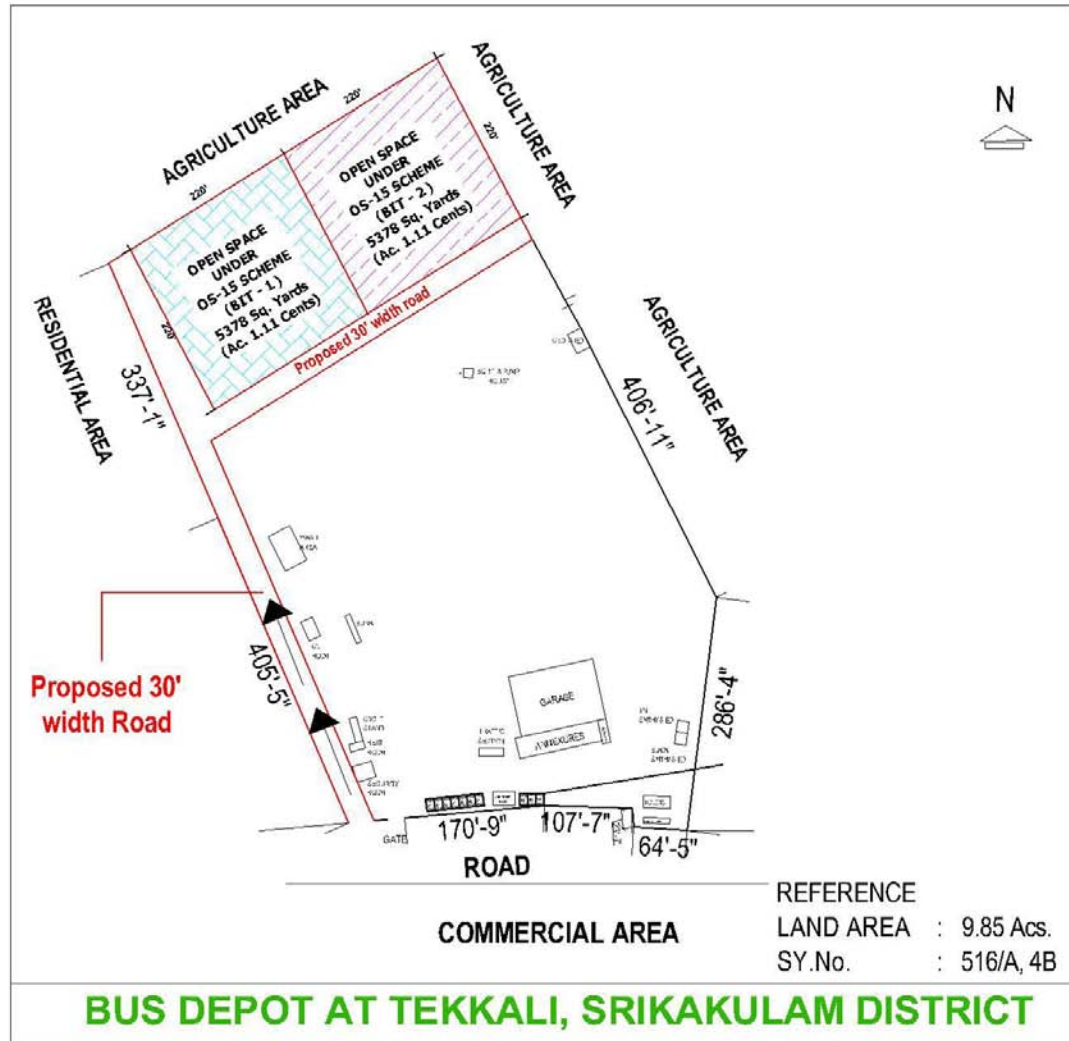 AGRICULTURE AREA
AGRICULTURE AREA
N
220'
220'
220'
220'
OPEN SPACE
UNDER
OS-15 SCHEME
(BIT - 2)
5378 Sq. Yards
(Ac. 1.11 Cents)
OPEN SPACE
UNDER
OS-15 SCHEME
(BIT - 1)
5378 Sq. Yards
(Ac. 1.11 Cents)
Proposed 30' width road
RESIDENTIAL AREA
337'-1"
AGRICULTURE AREA
406'-11"
Proposed 30'
width Road
405'-5"
286'-4"
GARAGE
ANNEXURES
SECURITY
ROOM
GATE
170'-9"
107'-7"
64'-5"
ROAD
COMMERCIAL AREA
REFERENCE
LAND AREA : 9.85 Acs.
SY.No. : 516/A, 4B
BUS DEPOT AT TEKKALI, SRIKAKULAM DISTRICT